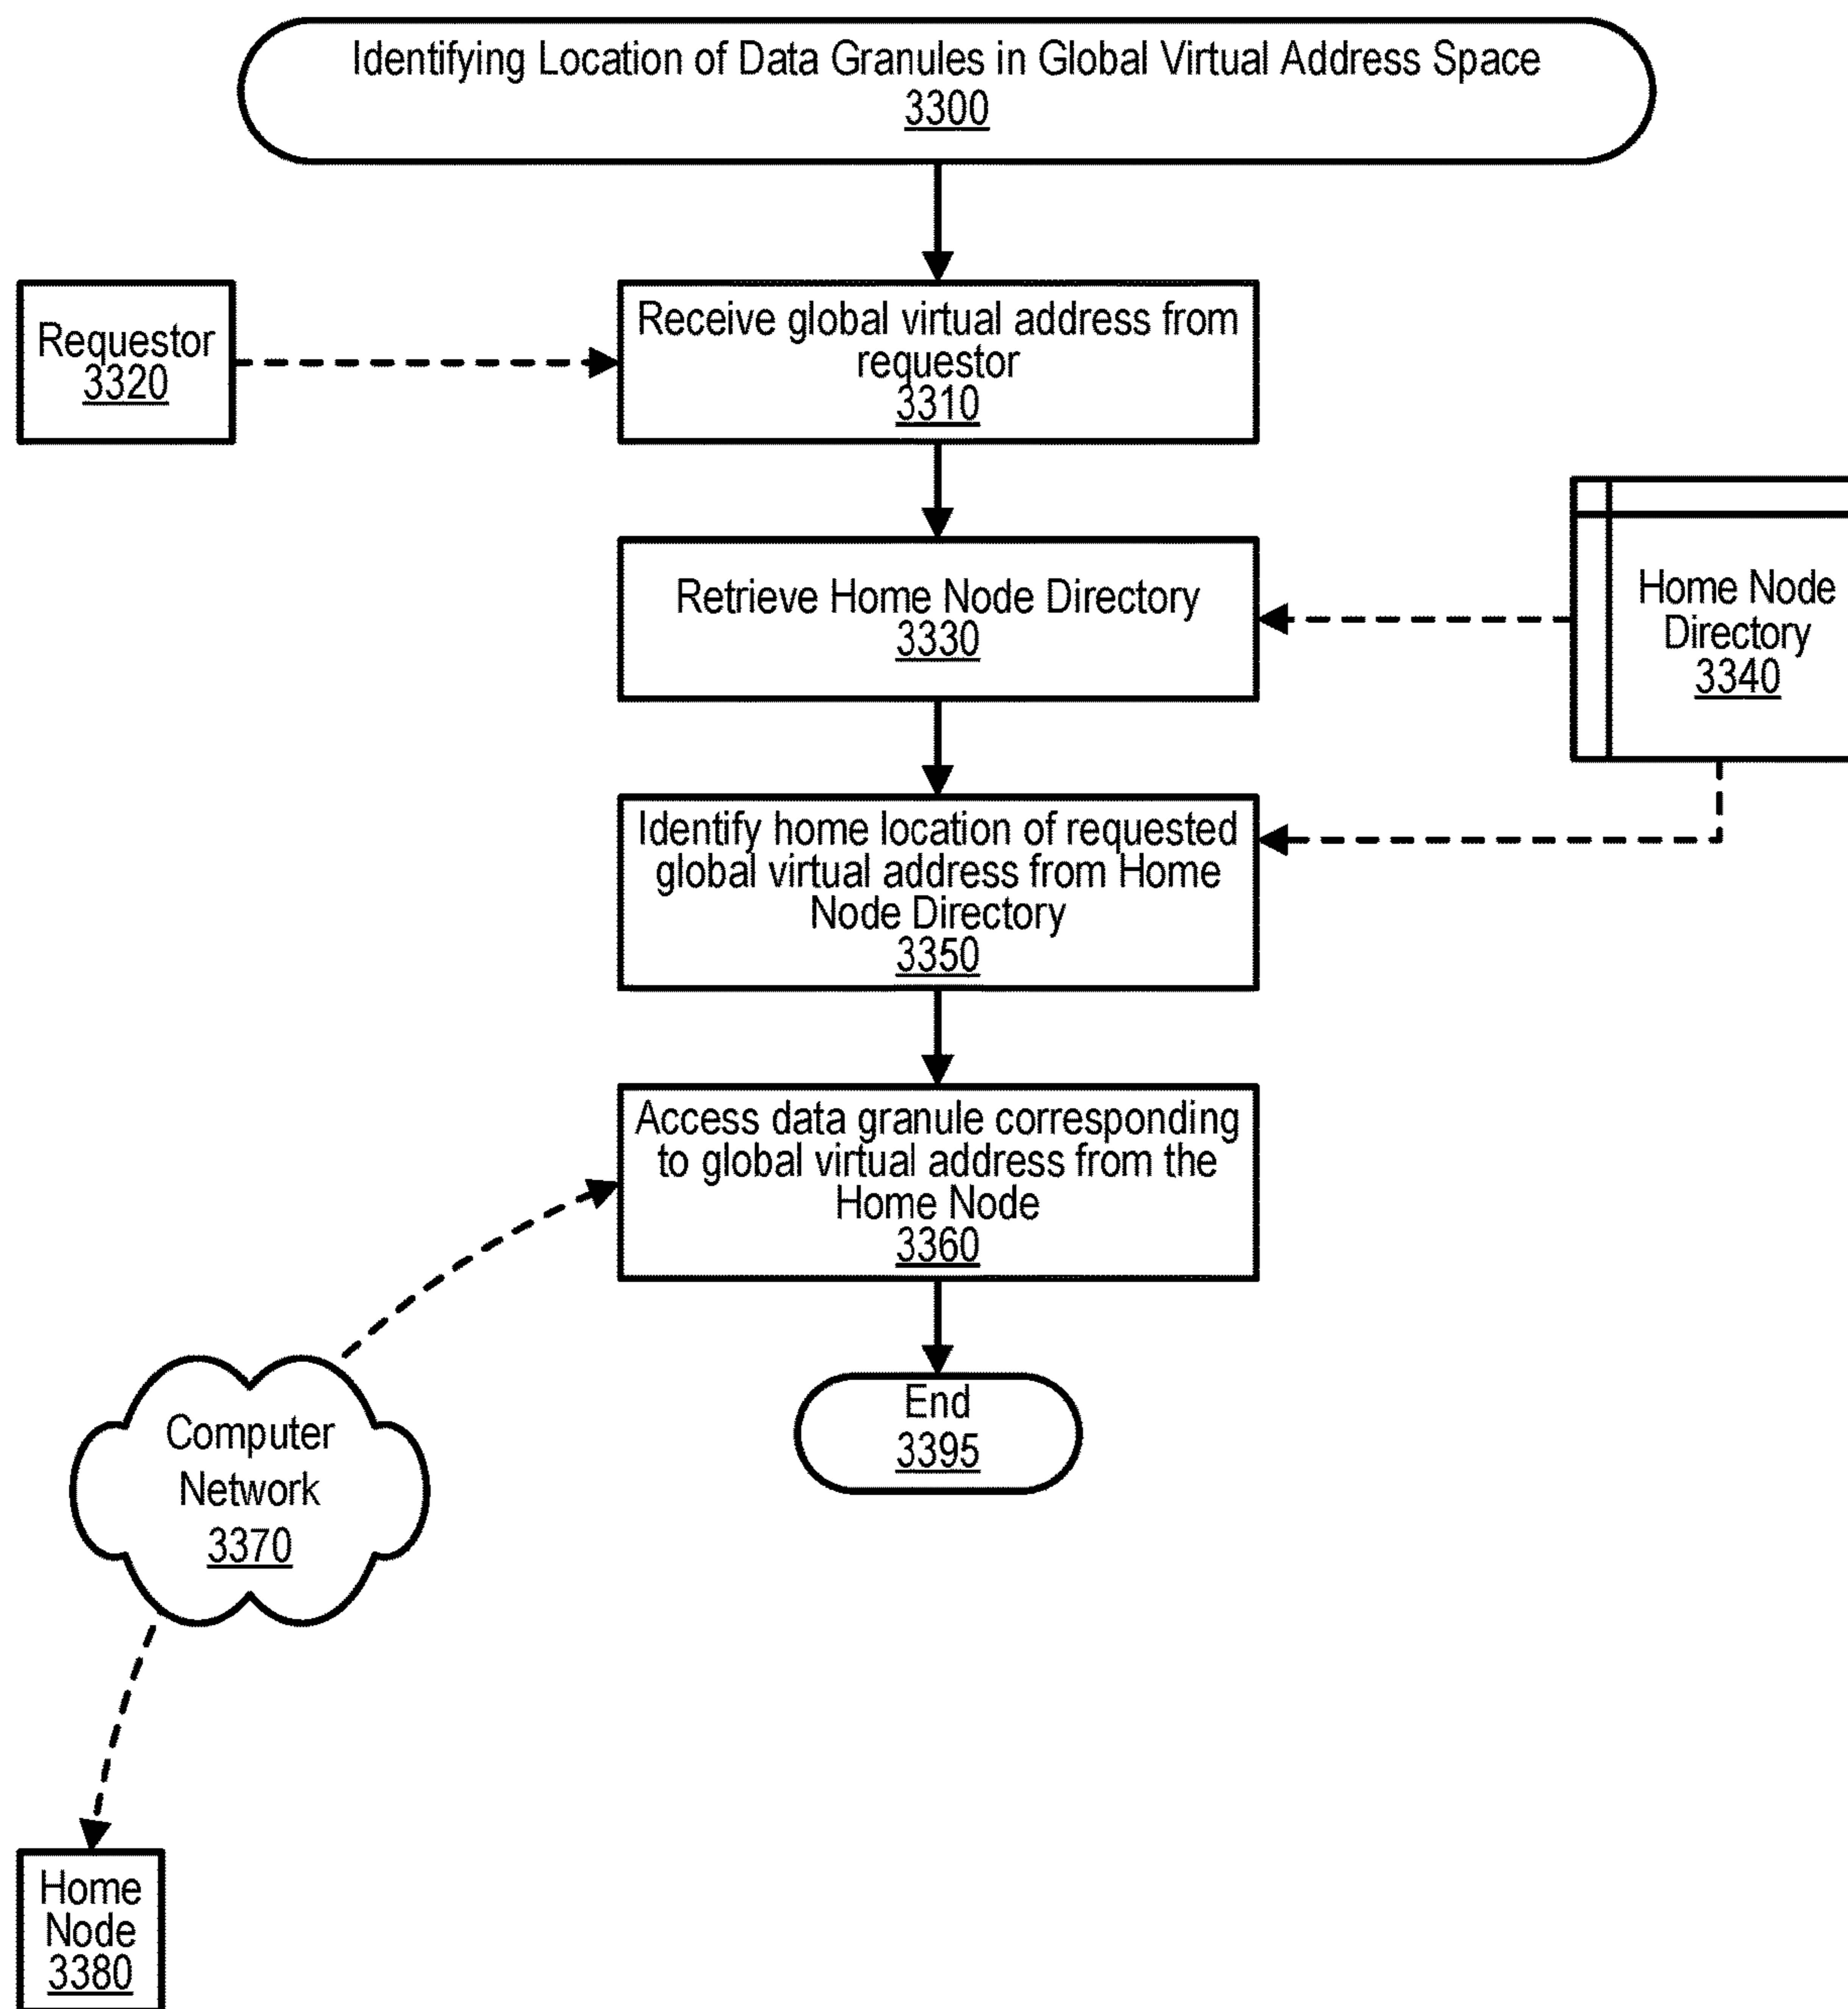 Identifying Location of Data Granules in Global Virtual Address Space
3300
Requestor
3320
Receive global virtual address from
requestor
3310
Retrieve Home Node Directory
3330
Home Node
Directory
3340
Identify home location of requested
global virtual address from Home
Node Directory
3350
Access data granule corresponding
to global virtual address from the
Home Node
3360
End
3395
Computer
Network
3370
Home
Node
3380